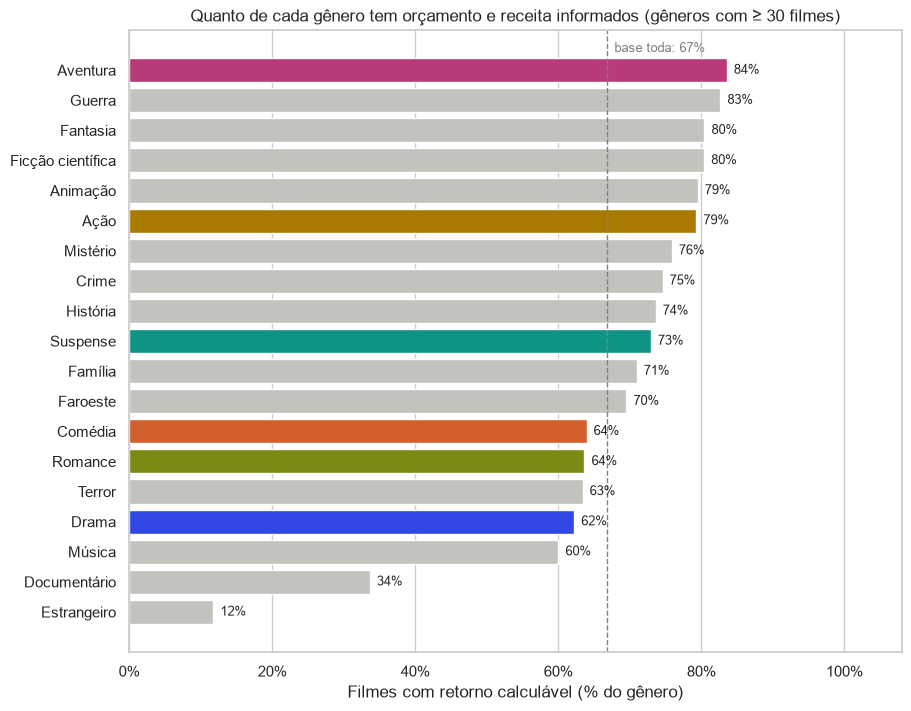 Quanto de cada gênero tem orçamento e receita informados (gêneros com ≥ 30 filmes)
base toda: 67%
Aventura 84%
Guerra 83%
Fantasia 80%
Ficção científica 80%
Animação 79%
Ação 79%
Mistério 76%
Crime 75%
História 74%
Suspense 73%
Família 71%
Faroeste 70%
Comédia 64%
Romance 64%
Terror 63%
Drama 62%
Música 60%
Documentário 34%
Estrangeiro 12%
0% 20% 40% 60% 80% 100%
Filmes com retorno calculável (% do gênero)